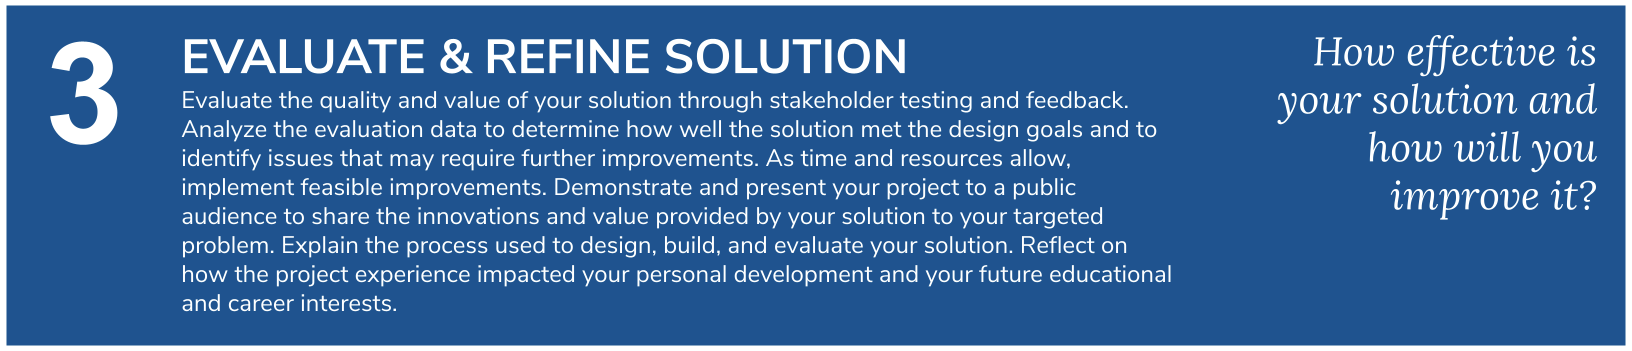 3
EVALUATE & REFINE SOLUTION
Evaluate the quality and value of your solution through stakeholder testing and feedback.
Analyze the evaluation data to determine how well the solution met the design goals and to
identify issues that may require further improvements. As time and resources allow,
implement feasible improvements. Demonstrate and present your project to a public
audience to share the innovations and value provided by your solution to your targeted
problem. Explain the process used to design, build, and evaluate your solution. Reflect on
how the project experience impacted your personal development and your future educational
and career interests.
How effective is
your solution and
how will you
improve it?